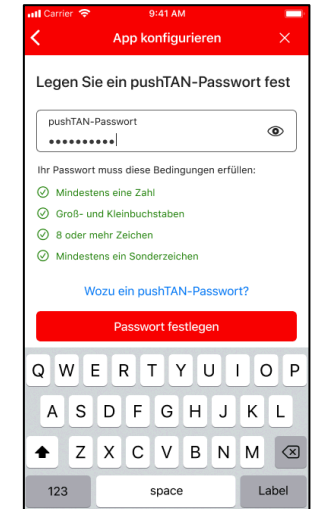 Carrier 9:41 AM
App konfigurieren
Legen Sie ein pushTAN-Passwort fest
pushTAN-Passwort
••••••••••
Ihr Passwort muss diese Bedingungen erfüllen:
Mindestens eine Zahl
Groß- und Kleinbuchstaben
8 oder mehr Zeichen
Mindestens ein Sonderzeichen
Wozu ein pushTAN-Passwort?
Passwort festlegen
Q W E R T Y U I O P
A S D F G H J K L
Z X C V B N M
123 space Label